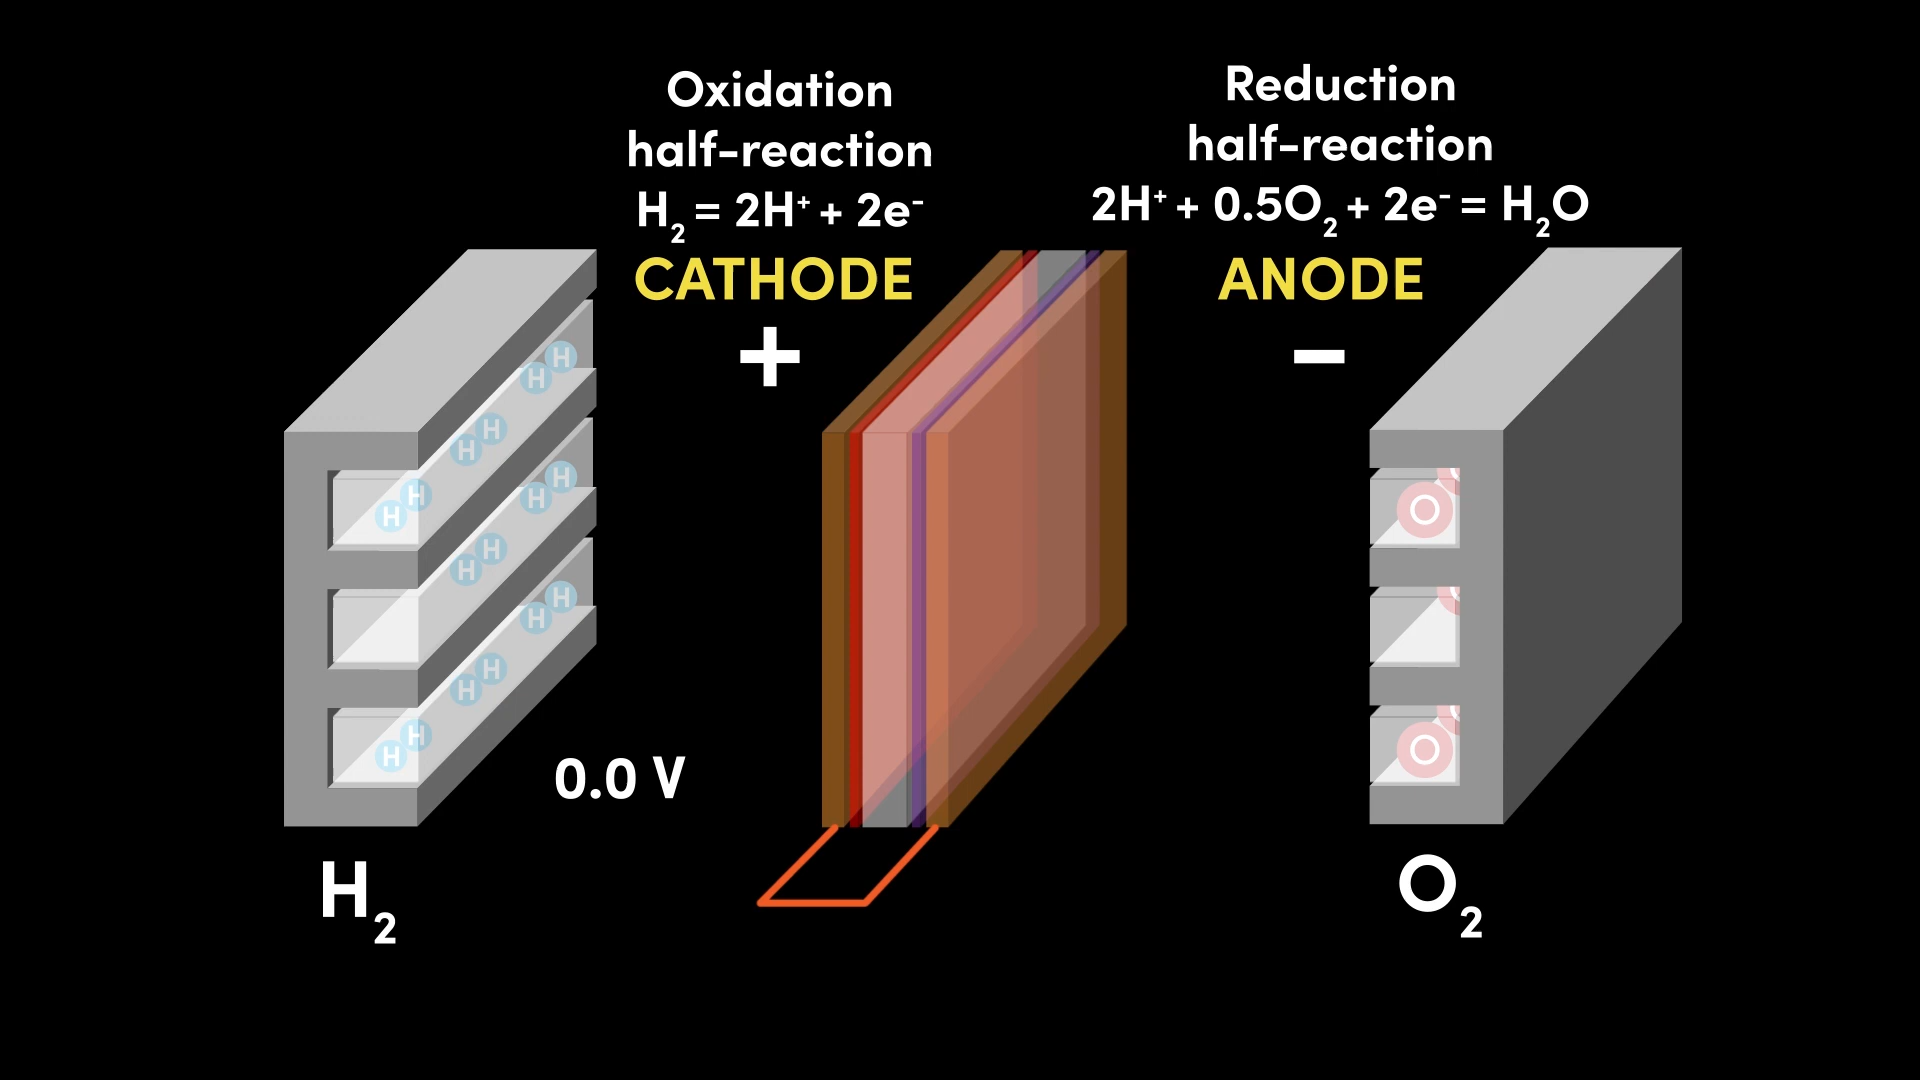 Oxidation
half-reaction
H₂ = 2H⁺ + 2e⁻
CATHODE
+
Reduction
half-reaction
2H⁺ + 0.5O₂ + 2e⁻ = H₂O
ANODE
−
H H
H H
H H
H H
H H
H H
H H
H H
O
O
0.0 V
H₂
O₂